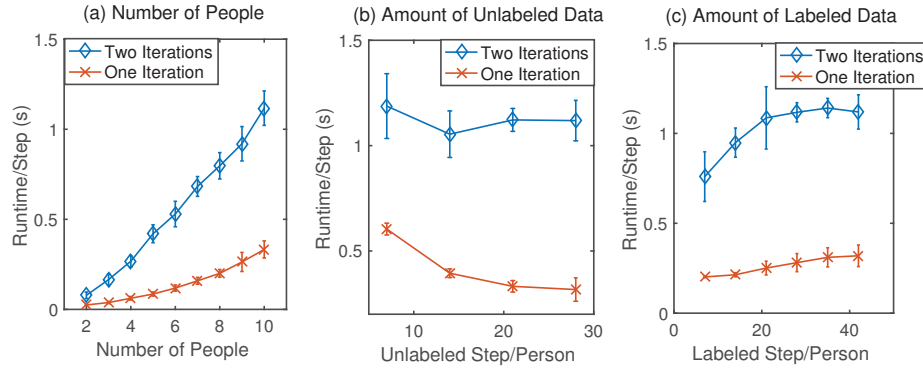 (a) Number of People
Two Iterations
One Iteration
1.5
1
0.5
0
Runtime/Step (s)
2 4 6 8 10
Number of People
(b) Amount of Unlabeled Data
Two Iterations
One Iteration
1.5
1
0.5
Runtime/Step (s)
10 20 30
Unlabeled Step/Person
(c) Amount of Labeled Data
Two Iterations
One Iteration
1.5
1
0.5
0
Runtime/Step (s)
0 20 40
Labeled Step/Person